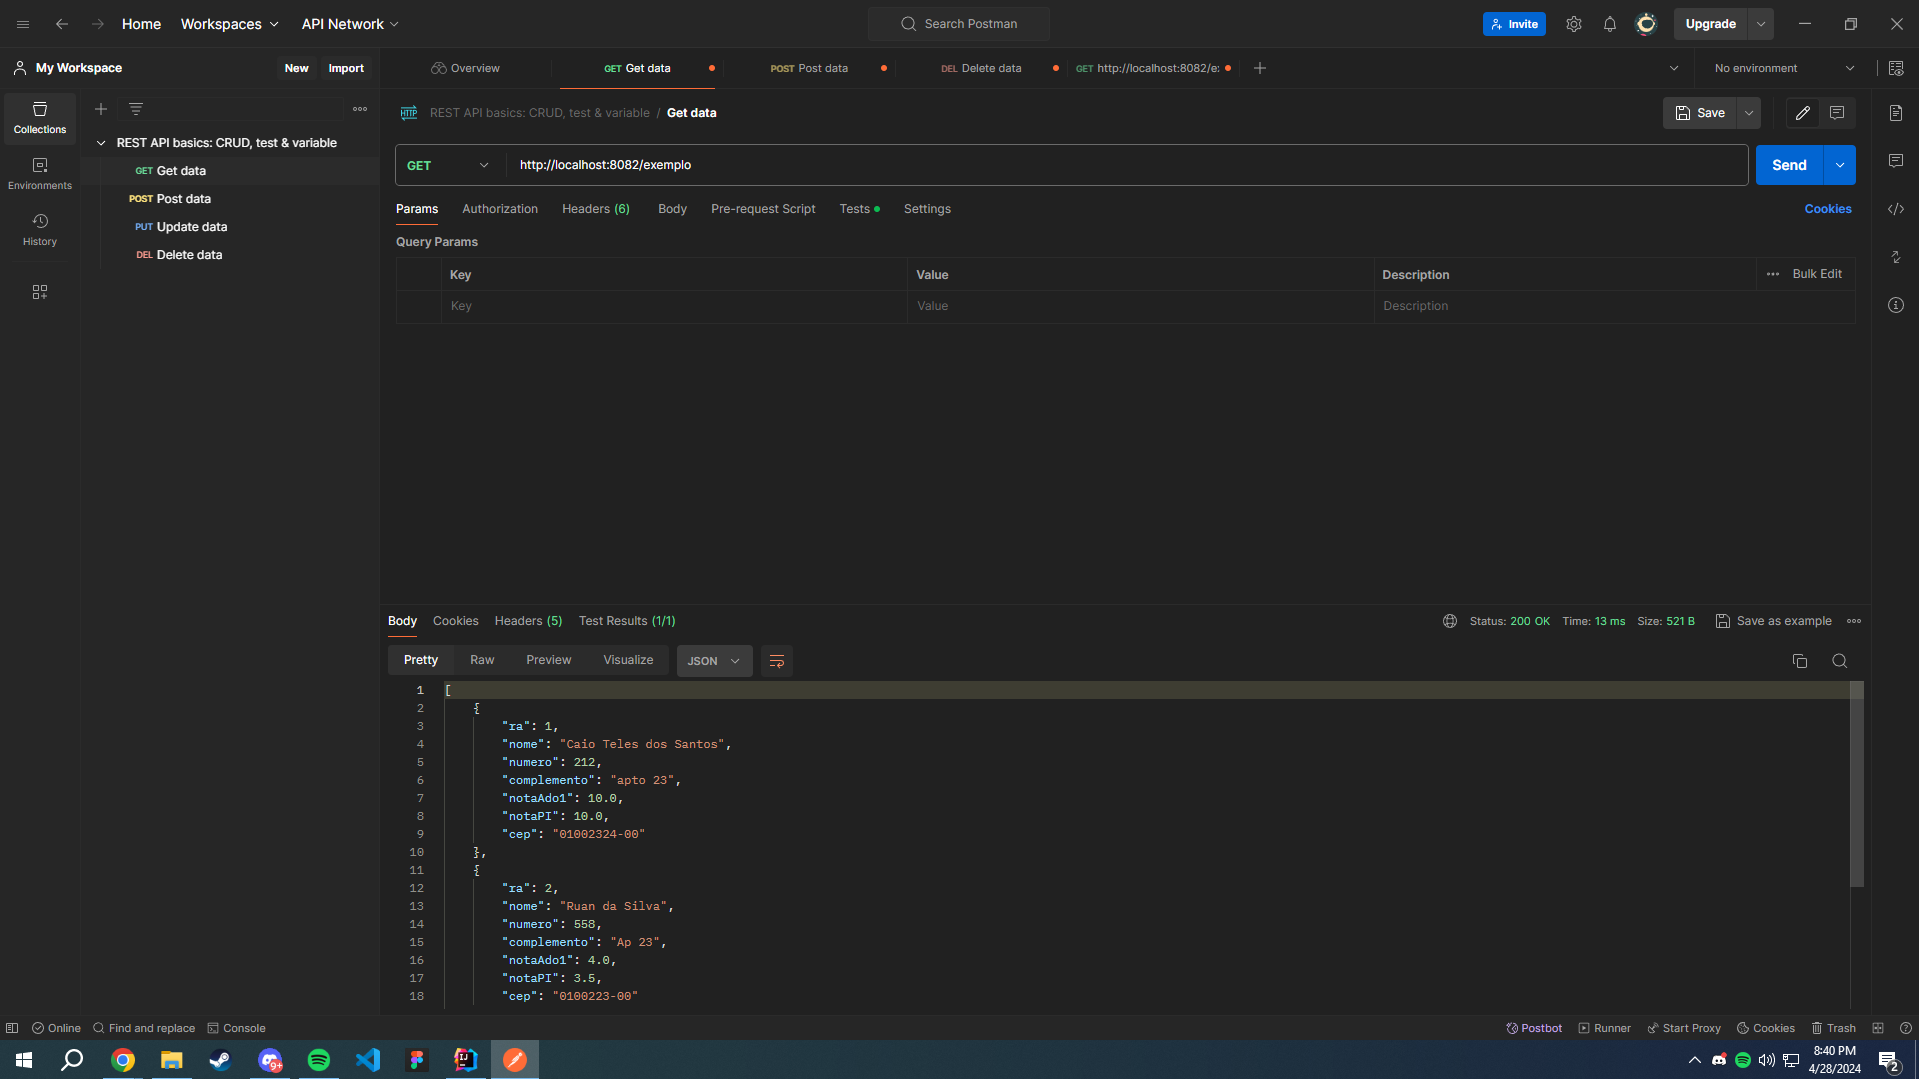 Home Workspaces API Network Search Postman Invite Upgrade
My Workspace New Import Overview GET Get data POST Post data DEL Delete data GET http://localhost:8082/e No environment
Collections
Environments
History
REST API basics: CRUD, test & variable
GET Get data
POST Post data
PUT Update data
DEL Delete data
HTTP REST API basics: CRUD, test & variable / Get data Save
GET http://localhost:8082/exemplo Send
Params Authorization Headers (6) Body Pre-request Script Tests Settings Cookies
Query Params
Key Value Description Bulk Edit
Key Value Description
Body Cookies Headers (5) Test Results (1/1) Status: 200 OK Time: 13 ms Size: 521 B Save as example
Pretty Raw Preview Visualize JSON
1 [
2 {
3 "ra": 1,
4 "nome": "Caio Teles dos Santos",
5 "numero": 212,
6 "complemento": "apto 23",
7 "notaAdo1": 10.0,
8 "notaPI": 10.0,
9 "cep": "01002324-00"
10 },
11 {
12 "ra": 2,
13 "nome": "Ruan da Silva",
14 "numero": 558,
15 "complemento": "Ap 23",
16 "notaAdo1": 4.0,
17 "notaPI": 3.5,
18 "cep": "0100223-00"
Online Find and replace Console Postbot Runner Start Proxy Cookies Trash
9+ IJ 8:40 PM
4/28/2024 2